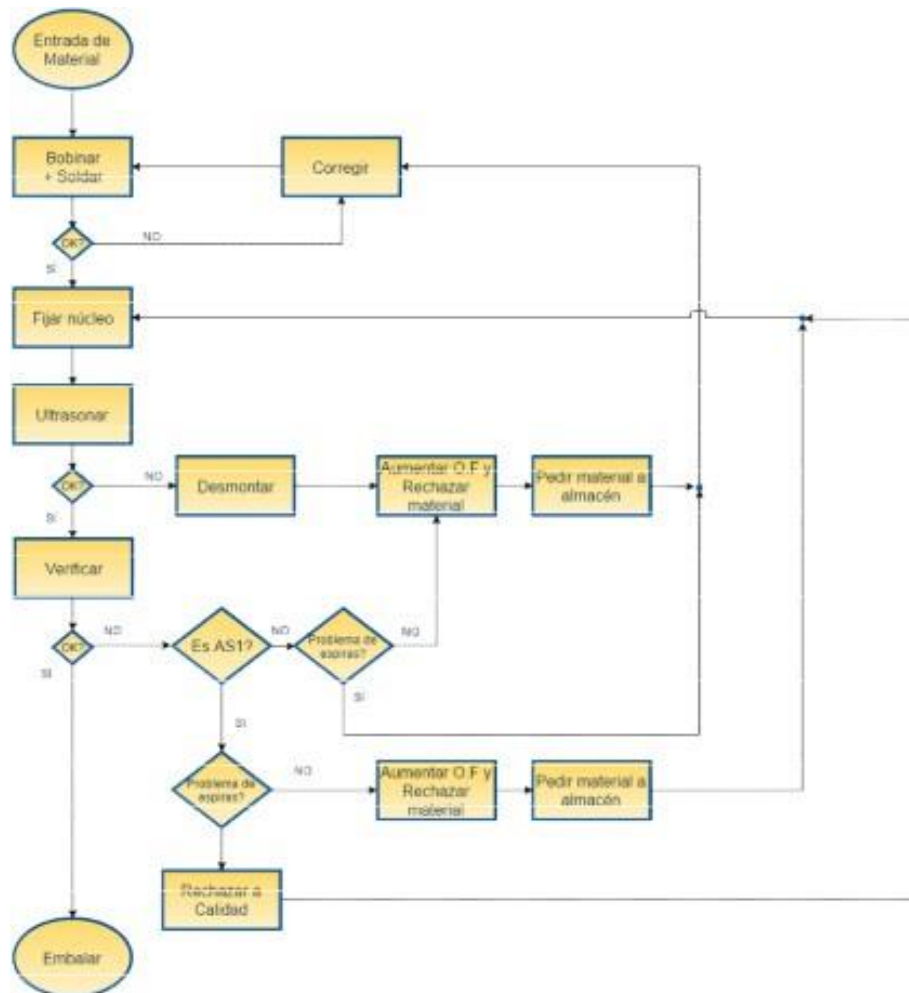 Entrada de
Material
Bobinar
+ Soldar
Corregir
OK?
NO
SI
Fijar núcleo
Ultrasonar
OK?
NO
SI
Desmontar
Aumentar O.F y
Rechazar
material
Pedir material a
almacén
Verificar
OK?
NO
SI
Es AS1?
NO
SI
Problema de
espiras?
NO
SI
Problema de
espiras?
NO
Aumentar O.F y
Rechazar
material
Pedir material a
almacén
Rechazar a
Calidad
Embalar